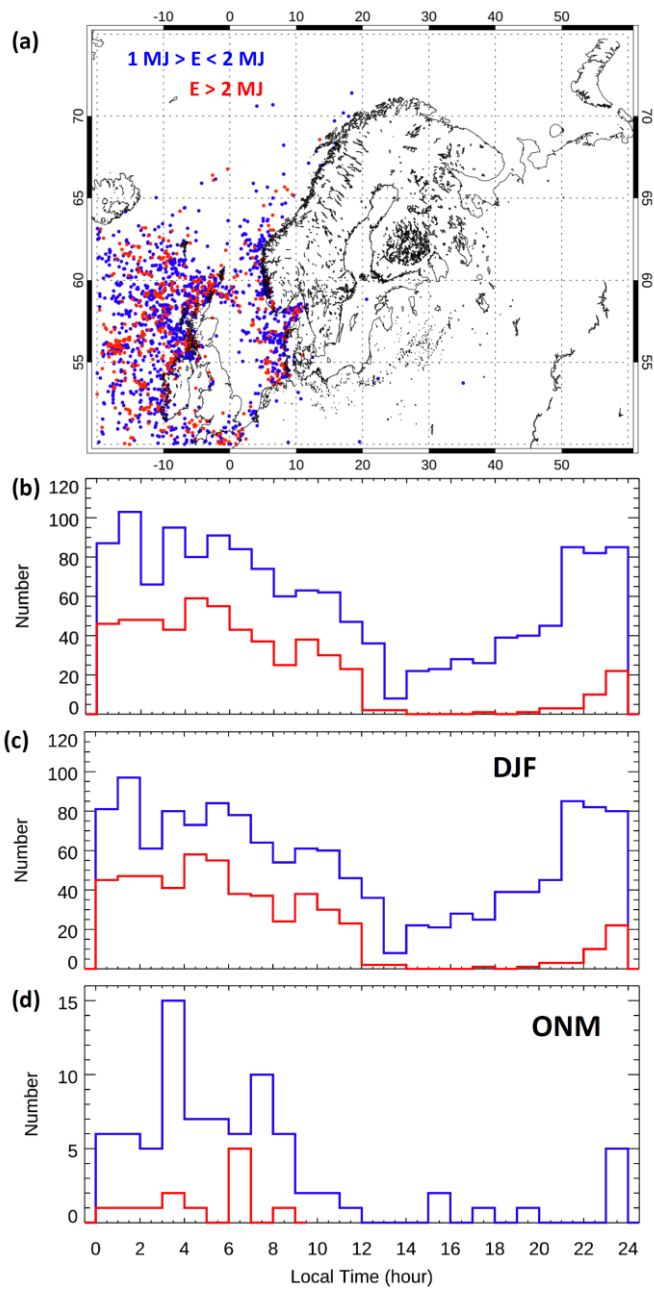 (a)
-10 0 10 20 30 40 50
1 MJ > E < 2 MJ
E > 2 MJ
70 70
65 65
60 60
55 55
-10 0 10 20 30 40 50
(b)
120
100
80
60
40
20
0
Number
(c)
DJF
120
100
80
60
40
20
0
Number
(d)
ONM
15
10
5
0
Number
0 2 4 6 8 10 12 14 16 18 20 22 24
Local Time (hour)